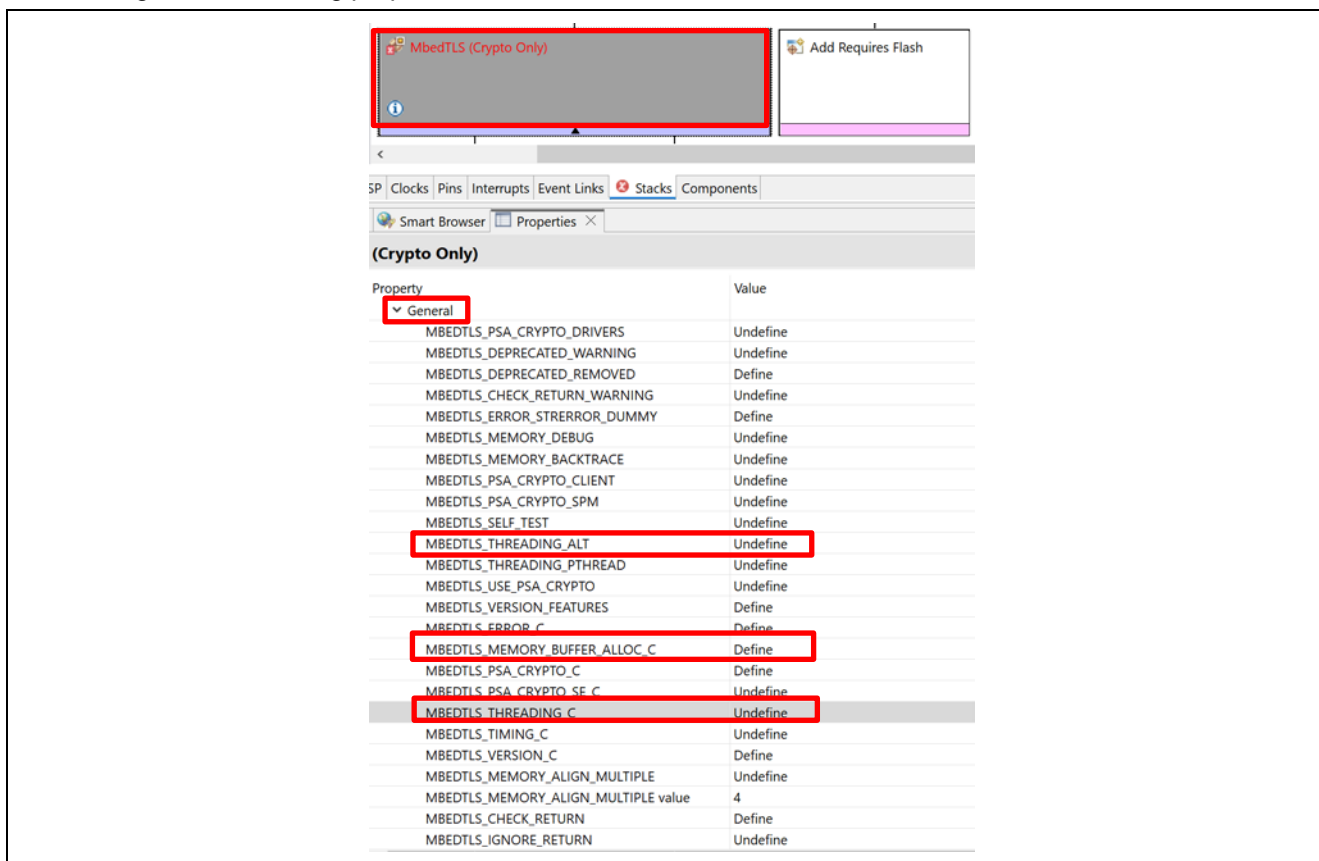 MbedTLS (Crypto Only)
Add Requires Flash
SP Clocks Pins Interrupts Event Links Stacks Components
Smart Browser Properties
(Crypto Only)
Property Value
General
MBEDTLS_PSA_CRYPTO_DRIVERS Undefine
MBEDTLS_DEPRECATED_WARNING Undefine
MBEDTLS_DEPRECATED_REMOVED Define
MBEDTLS_CHECK_RETURN_WARNING Undefine
MBEDTLS_ERROR_STRERROR_DUMMY Define
MBEDTLS_MEMORY_DEBUG Undefine
MBEDTLS_MEMORY_BACKTRACE Undefine
MBEDTLS_PSA_CRYPTO_CLIENT Undefine
MBEDTLS_PSA_CRYPTO_SPM Undefine
MBEDTLS_SELF_TEST Undefine
MBEDTLS_THREADING_ALT Undefine
MBEDTLS_THREADING_PTHREAD Undefine
MBEDTLS_USE_PSA_CRYPTO Undefine
MBEDTLS_VERSION_FEATURES Define
MBEDTLS_ERROR_C Define
MBEDTLS_MEMORY_BUFFER_ALLOC_C Define
MBEDTLS_PSA_CRYPTO_C Define
MBEDTLS_PSA_CRYPTO_SE_C Undefine
MBEDTLS_THREADING_C Undefine
MBEDTLS_TIMING_C Undefine
MBEDTLS_VERSION_C Define
MBEDTLS_MEMORY_ALIGN_MULTIPLE Undefine
MBEDTLS_MEMORY_ALIGN_MULTIPLE value 4
MBEDTLS_CHECK_RETURN Define
MBEDTLS_IGNORE_RETURN Undefine